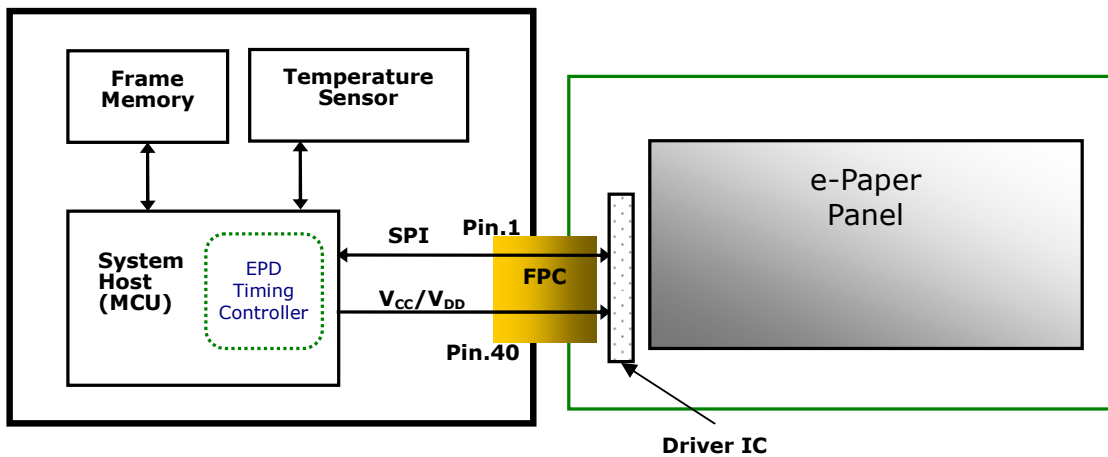 Frame
Memory
Temperature
Sensor
System
Host
(MCU)
EPD
Timing
Controller
SPI
VCC/VDD
Pin.1
FPC
Pin.40
e-Paper
Panel
Driver IC